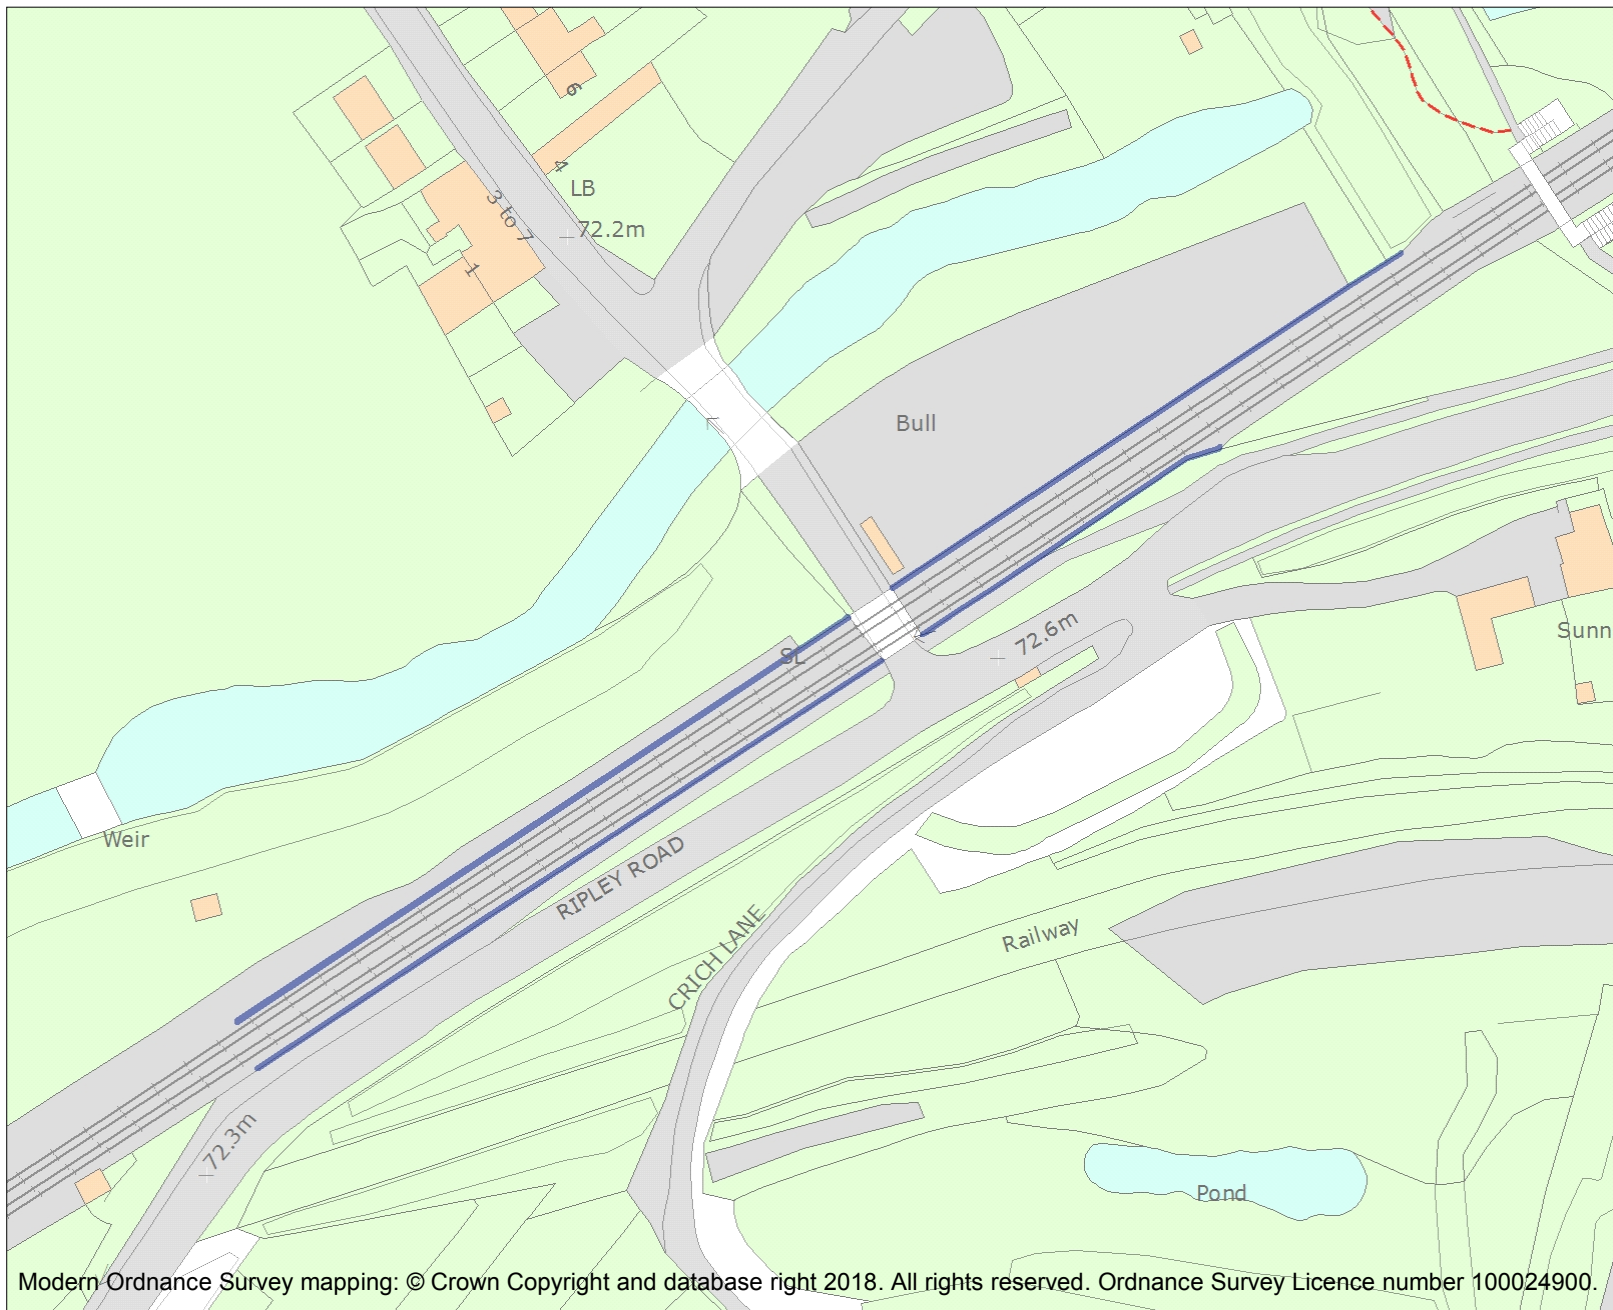 6
4
LB
3 to 7
72.2m
1
Bull
SL
72.6m
Sunn
Weir
RIPLEY ROAD
CRICH LANE
Railway
72.3m
Pond
Modern Ordnance Survey mapping: © Crown Copyright and database right 2018. All rights reserved. Ordnance Survey Licence number 100024900.